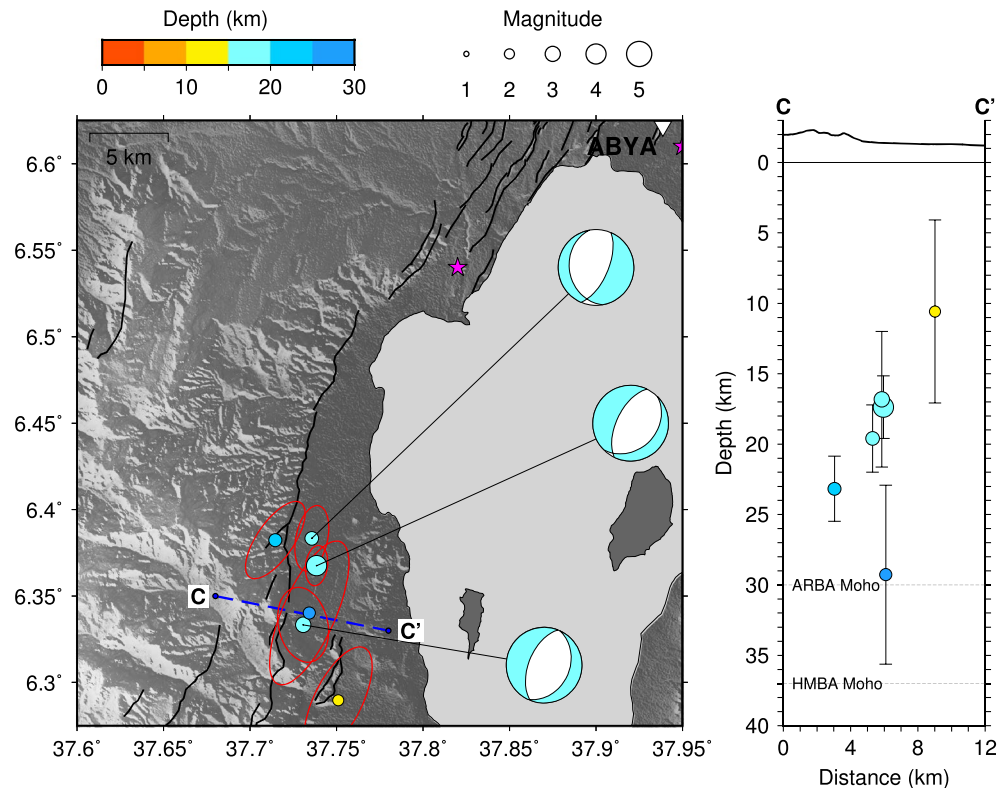 Depth (km)
0 10 20 30
Magnitude
1 2 3 4 5
5 km
ABYA
6.6˚
6.55˚
6.5˚
6.45˚
6.4˚
6.35˚
6.3˚
C
C'
37.6˚ 37.65˚ 37.7˚ 37.75˚ 37.8˚ 37.85˚ 37.9˚ 37.95˚
C C'
0
5
10
15
20
25
30
35
40
Depth (km)
ARBA Moho
HMBA Moho
0 4 8 12
Distance (km)